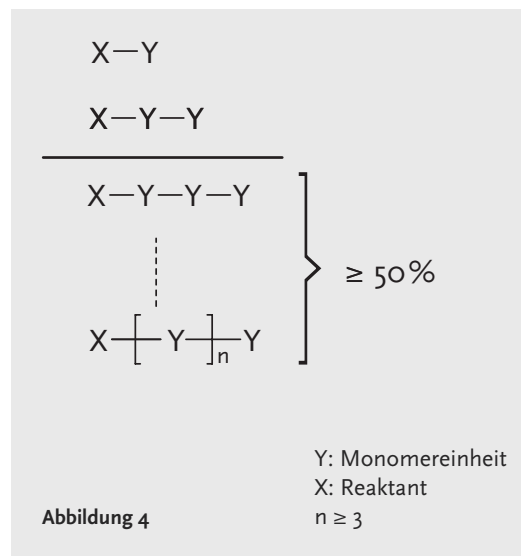 X—Y
X—Y—Y
X—Y—Y—Y
≥ 50%
X—[—Y—]n—Y
Y: Monomereinheit
X: Reaktant
Abbildung 4
n ≥ 3